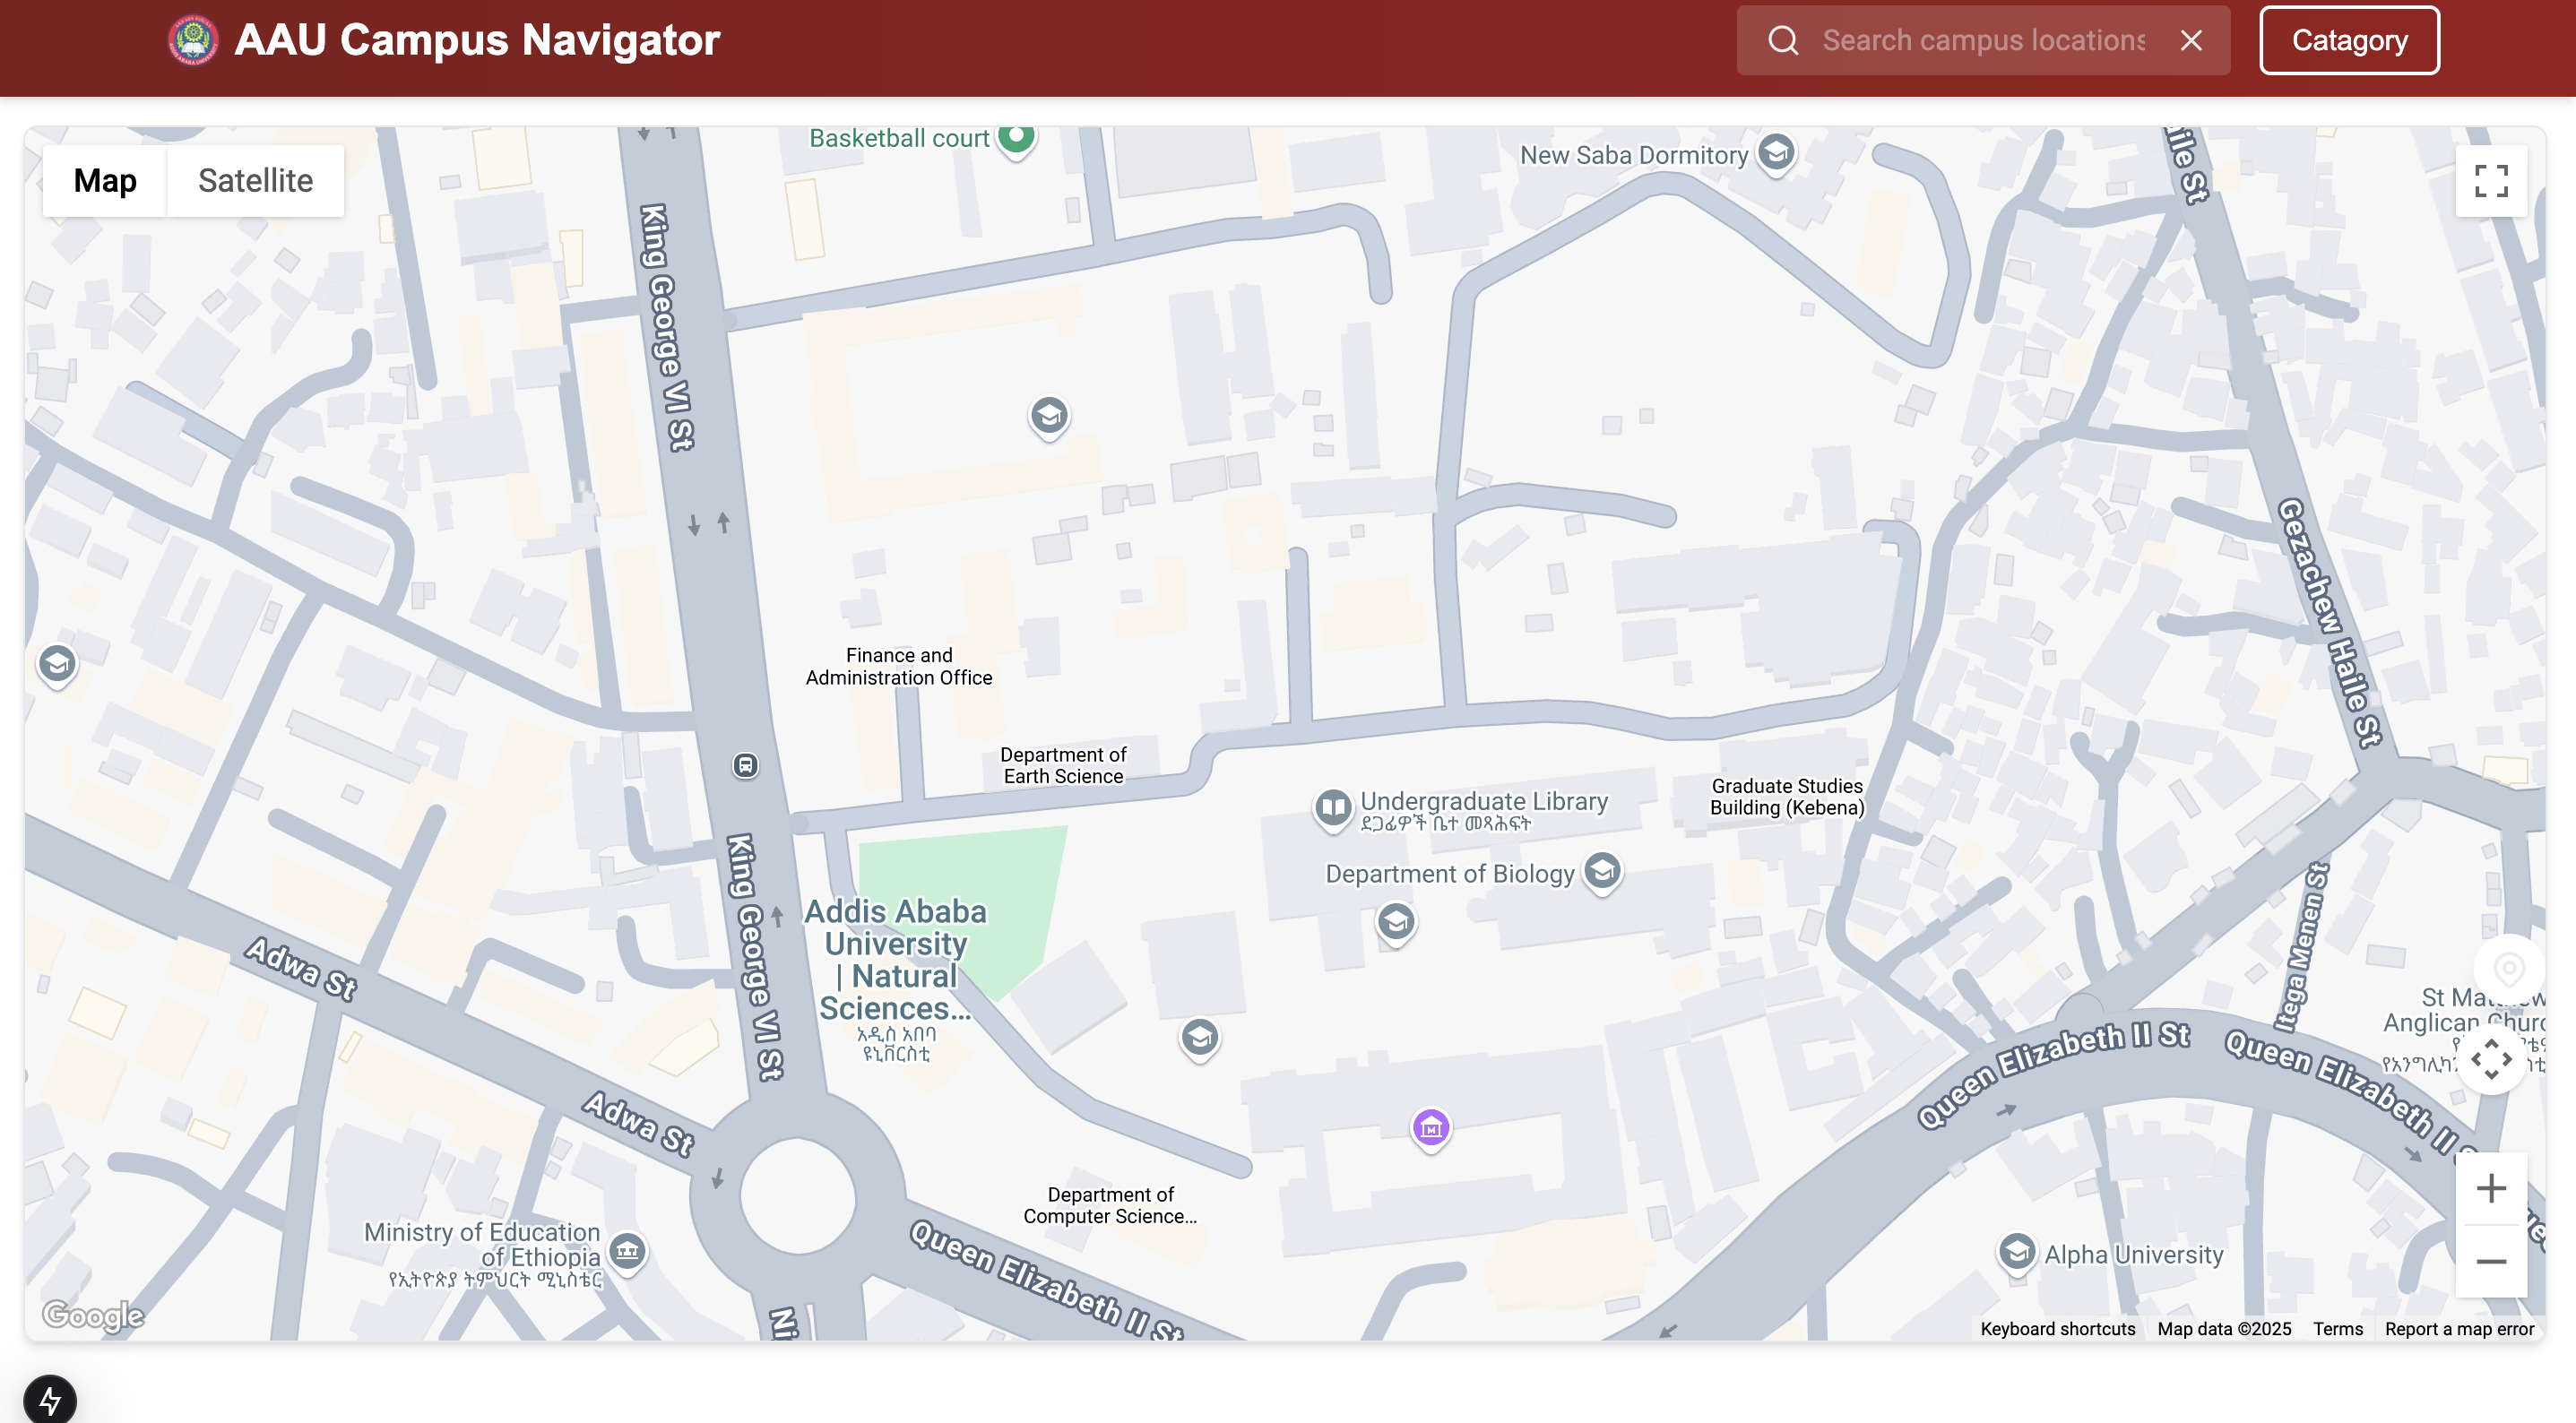 AAU Campus Navigator
Search campus locations
Catagory
Map
Satellite
Basketball court
New Saba Dormitory
aile St
King George VI St
Gezachew Haile St
Finance and
Administration Office
Department of
Earth Science
Undergraduate Library
ደጋፊዎች ቤተ መጻሕፍት
Graduate Studies
Building (Kebena)
Department of Biology
King George VI St
Addis Ababa
University
| Natural
Sciences...
አዲስ አበባ
ዩኒቨርስቲ
Adwa St
Itega Menen St
St Mat
Anglican Churc
Queen Elizabeth II St
Queen Elizabeth II S
Adwa St
Department of
Computer Science...
Ministry of Education
of Ethiopia
የኢትዮጵያ ትምህርት ሚኒስቴር
Queen Elizabeth II St
Alpha University
Ni
Google
Keyboard shortcuts
Map data ©2025
Terms
Report a map error